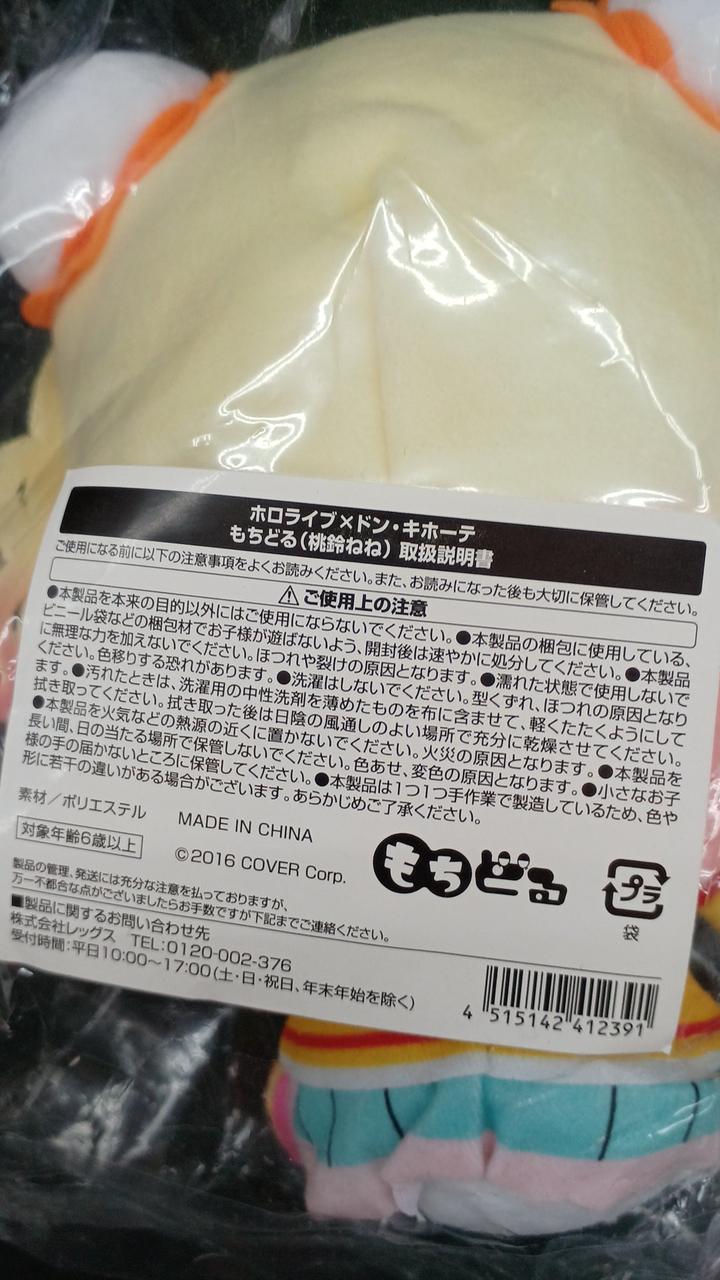 ホロライブ×ドン・キホーテ
もちどる(桃鈴ねね) 取扱説明書
ご使用になる前に以下の注意事項をよくお読みください。また、お読みになった後も大切に保管してください。
⚠ご使用上の注意
●本製品を本来の目的以外にはご使用にならないでください。●本製品の梱包に使用している、
ビニール袋などの梱包材でお子様が遊ばないよう、開封後は速やかに処分してください。●本製品
に無理な力を加えないでください。ほつれや裂けの原因となります。●濡れた状態で使用しないで
ください。色移りする恐れがあります。●洗濯はしないでください。型くずれ、ほつれの原因となり
ます。●汚れたときは、洗濯用の中性洗剤を薄めたものを布に含ませて、軽くたたくようにして
拭き取ってください。拭き取った後は日陰の風通しのよい場所で充分に乾燥させてください。
●本製品を火気などの熱源の近くに置かないでください。火災の原因となります。●本製品を
長い間、日の当たる場所で保管しないでください。色あせ、変色の原因となります。●小さなお子
様の手の届かないところに保管してください。●本製品は1つ1つ手作業で製造しているため、色や
形に若干の違いがある場合がございます。あらかじめご了承ください。
素材／ポリエステル
対象年齢6歳以上
MADE IN CHINA
©2016 COVER Corp.
もちどる
プラ
袋
製品の管理、発送には充分な注意を払っておりますが、
万一不都合な点がございましたらお手数ですが下記までご連絡ください。
■製品に関するお問い合わせ先
株式会社レッグス TEL:0120-002-376
受付時間:平日10:00～17:00(土・日・祝日、年末年始を除く)
4 515142 412391